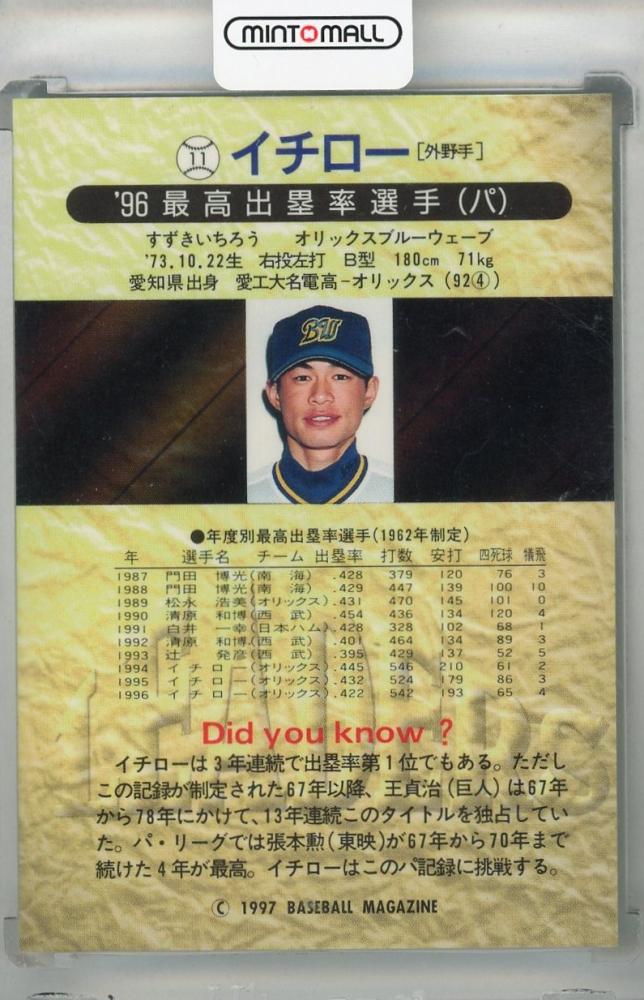 MINTOMALL
11 イチロー［外野手］
'96 最高出塁率選手（パ）
すずきいちろう オリックスブルーウェーブ
'73.10.22生 右投左打 B型 180cm 71kg
愛知県出身 愛工大名電高−オリックス（92④）
BW
●年度別最高出塁率選手（1962年制定）
年 選手名 チーム 出塁率 打数 安打 四死球 犠飛
1987 門田 博光（南 海） .428 379 120 76 3
1988 門田 博光（南 海） .429 447 139 100 10
1989 松永 浩美（オリックス） .431 470 145 101 0
1990 清原 和博（西 武） .454 436 134 120 4
1991 白井 一幸（日本ハム） .428 328 102 68 1
1992 清原 和博（西 武） .401 464 134 89 3
1993 辻 発彦（西 武） .395 429 137 52 5
1994 イチロー（オリックス） .445 546 210 61 2
1995 イチロー（オリックス） .432 524 179 86 3
1996 イチロー（オリックス） .422 542 193 65 4
LEADERS
Did you know ?
イチローは3年連続で出塁率第1位でもある。ただし
この記録が制定された67年以降、王貞治（巨人）は67年
から78年にかけて、13年連続このタイトルを独占してい
た。パ・リーグでは張本勲（東映）が67年から70年まで
続けた4年が最高。イチローはこのパ記録に挑戦する。
© 1997 BASEBALL MAGAZINE